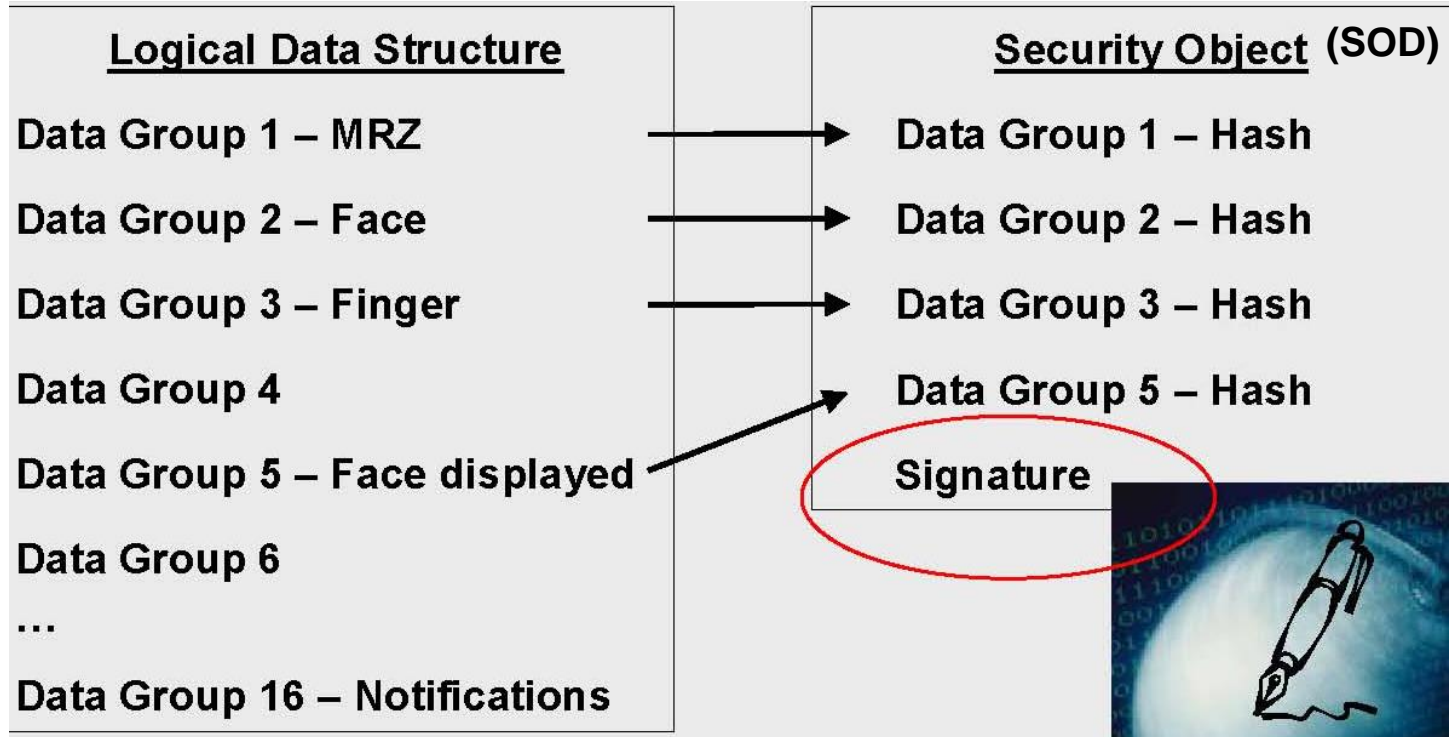 Logical Data Structure
Data Group 1 – MRZ
Data Group 2 – Face
Data Group 3 – Finger
Data Group 4
Data Group 5 – Face displayed
Data Group 6
...
Data Group 16 – Notifications
Security Object (SOD)
Data Group 1 – Hash
Data Group 2 – Hash
Data Group 3 – Hash
Data Group 5 – Hash
Signature